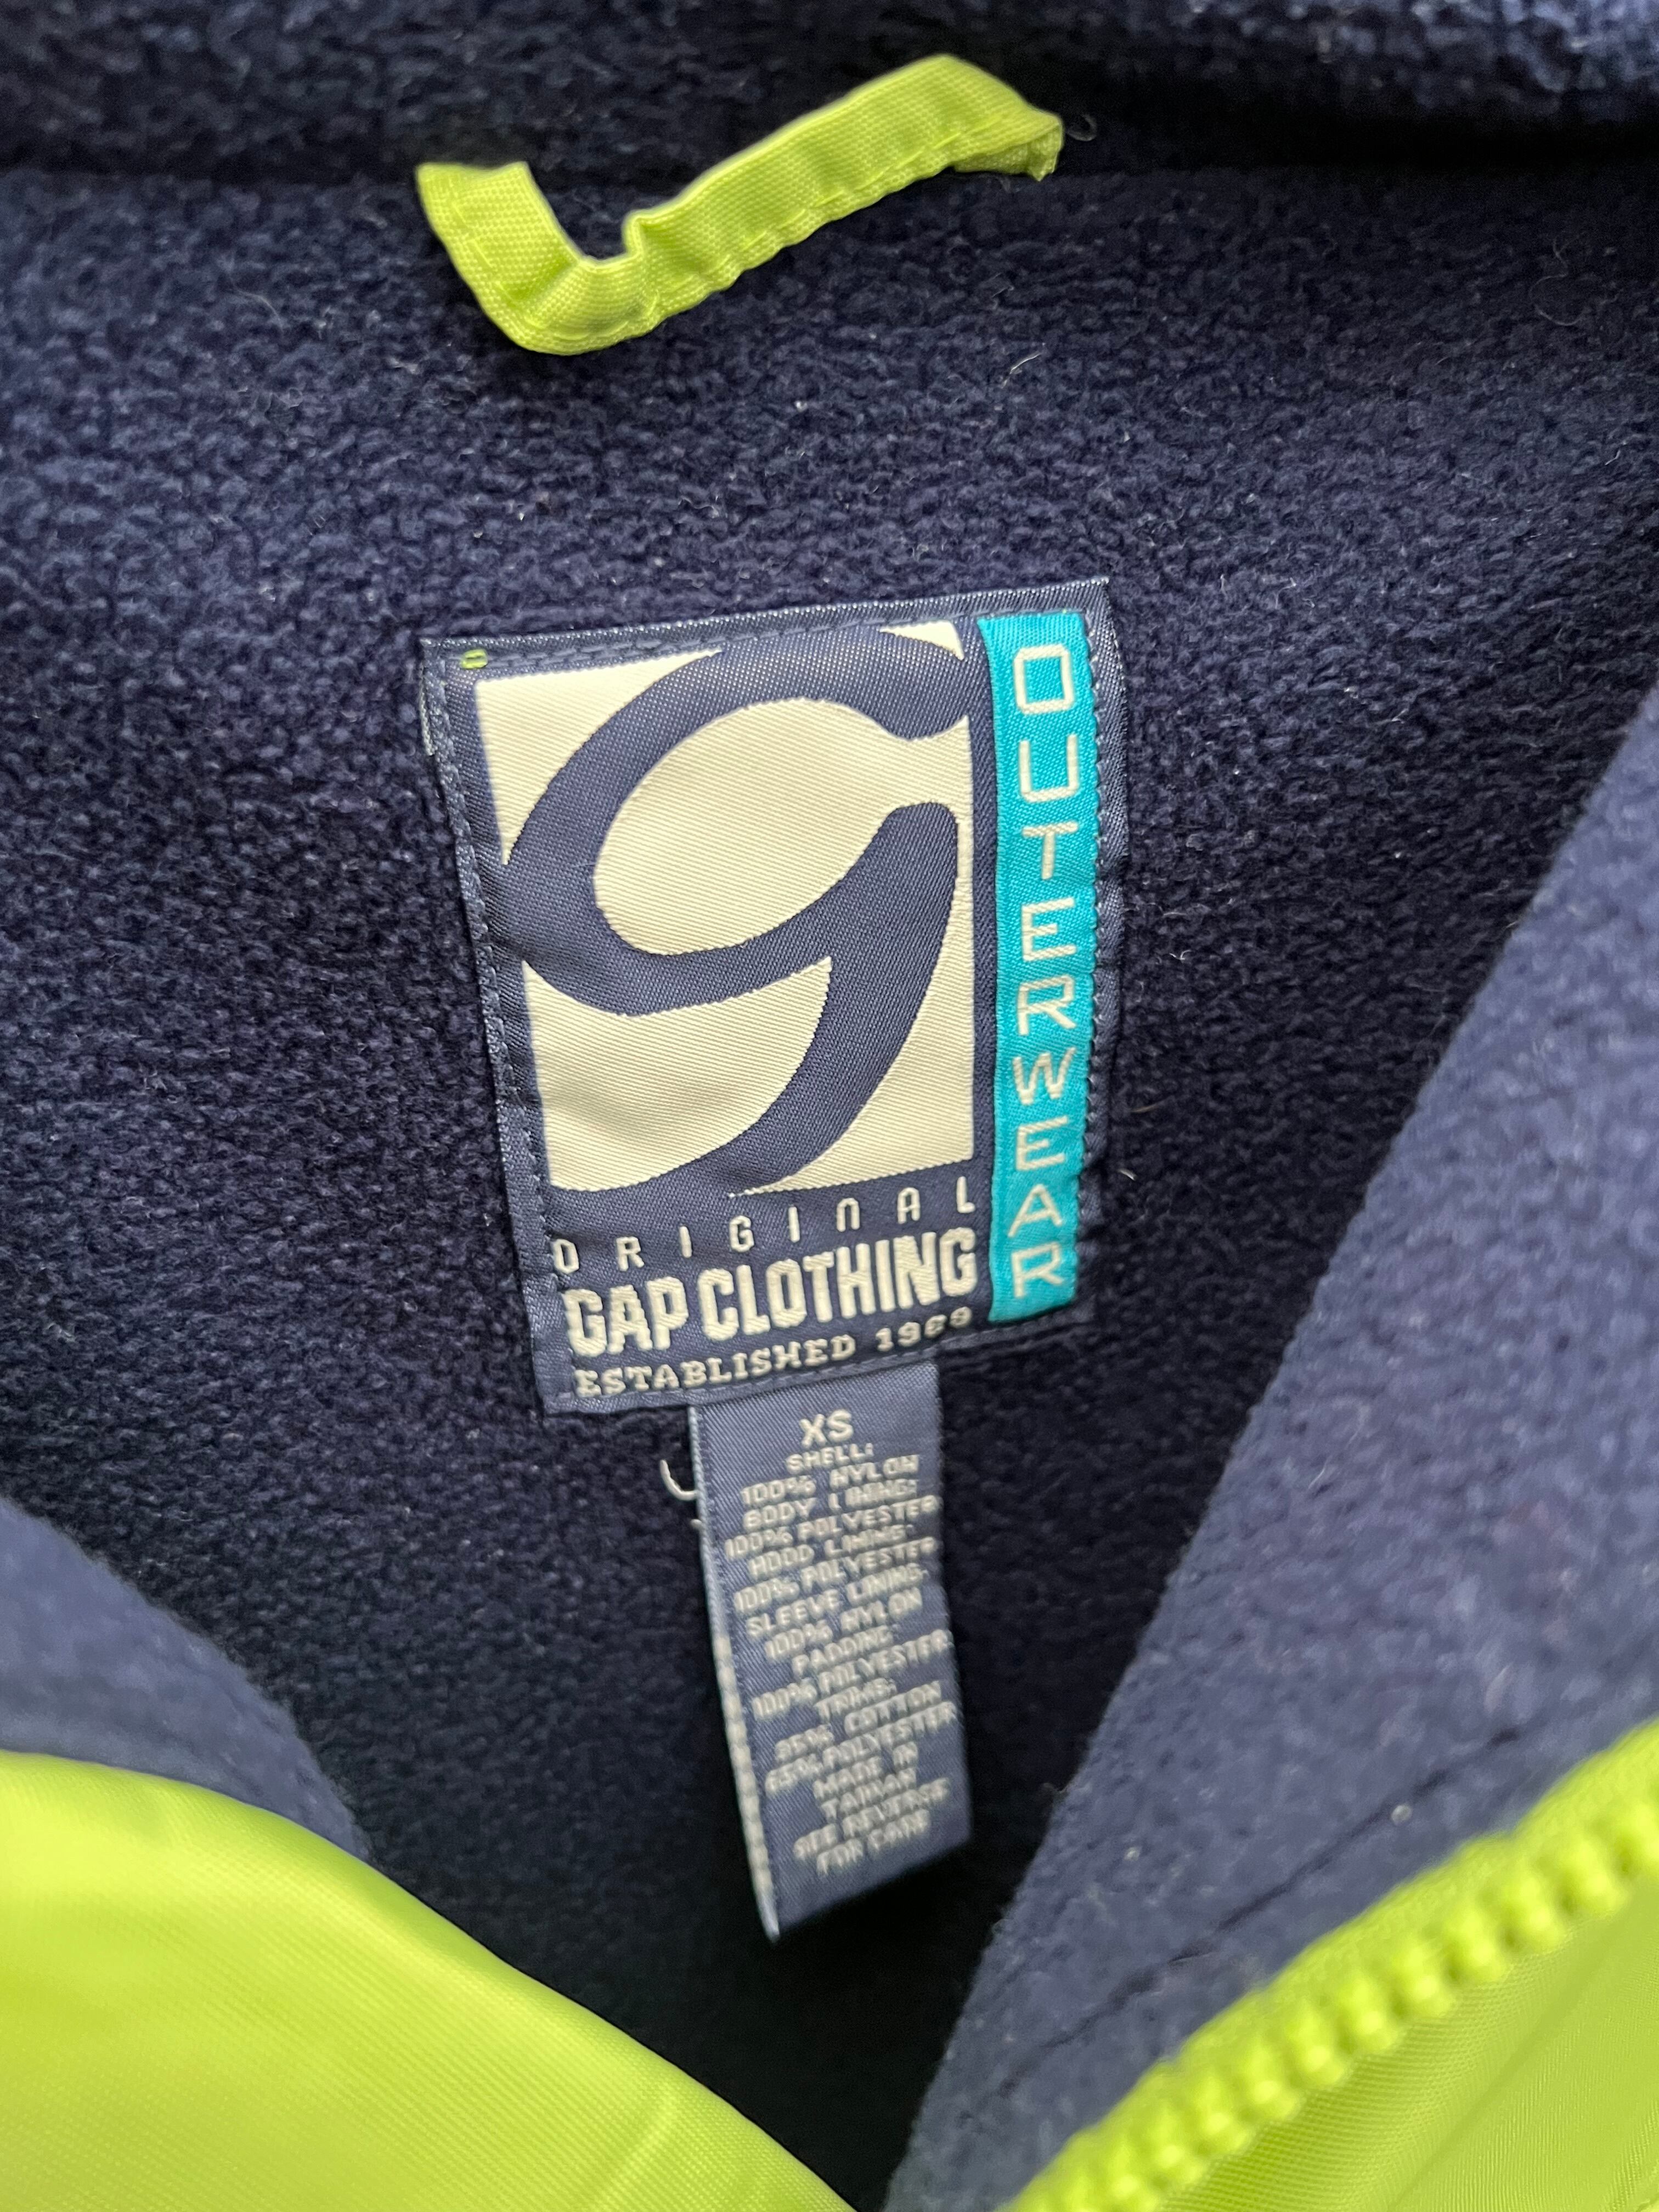 g
OUTERWEAR
ORIGINAL
GAP CLOTHING
ESTABLISHED 1969
XS
SHELL:
100% NYLON
BODY LINING:
100% POLYESTER
HOOD LINING:
100% POLYESTER
SLEEVE LINING:
100% NYLON
PADDING:
100% POLYESTER
TRIMS:
35% COTTON
65% POLYESTER
MADE IN
TAIWAN
SEE REVERSE
FOR CARE